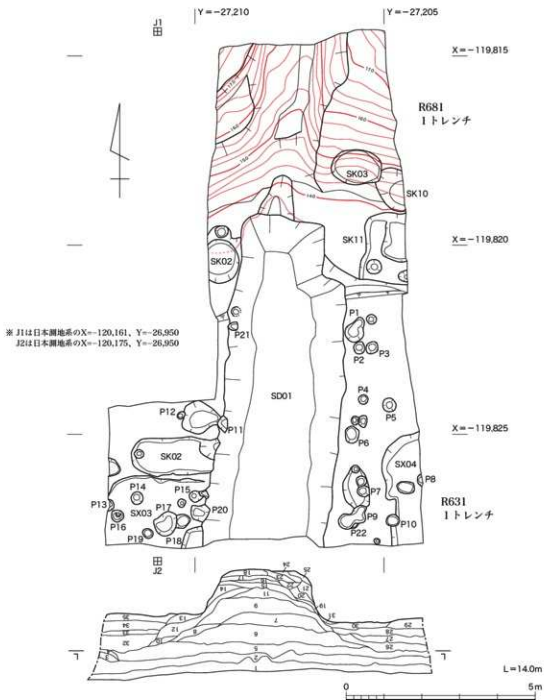 Y=-27,210
Y=-27,205
J1
X=-119,815
R681
1トレンチ
SK03
SK10
SK11
X=-119,820
SK02
※ J1は日本測地系のX=-120,161, Y=-26,950
J2は日本測地系のX=-120,175, Y=-26,950
P21
P1
P2
P3
SD01
P4
P5
P12
P11
P6
X=-119,825
SK02
SX04
P8
P14
P15
P7
P13
SX03
P17
P20
P9
P16
P10
R631
1トレンチ
P19
P18
P22
J2
L=14.0m
0
5m